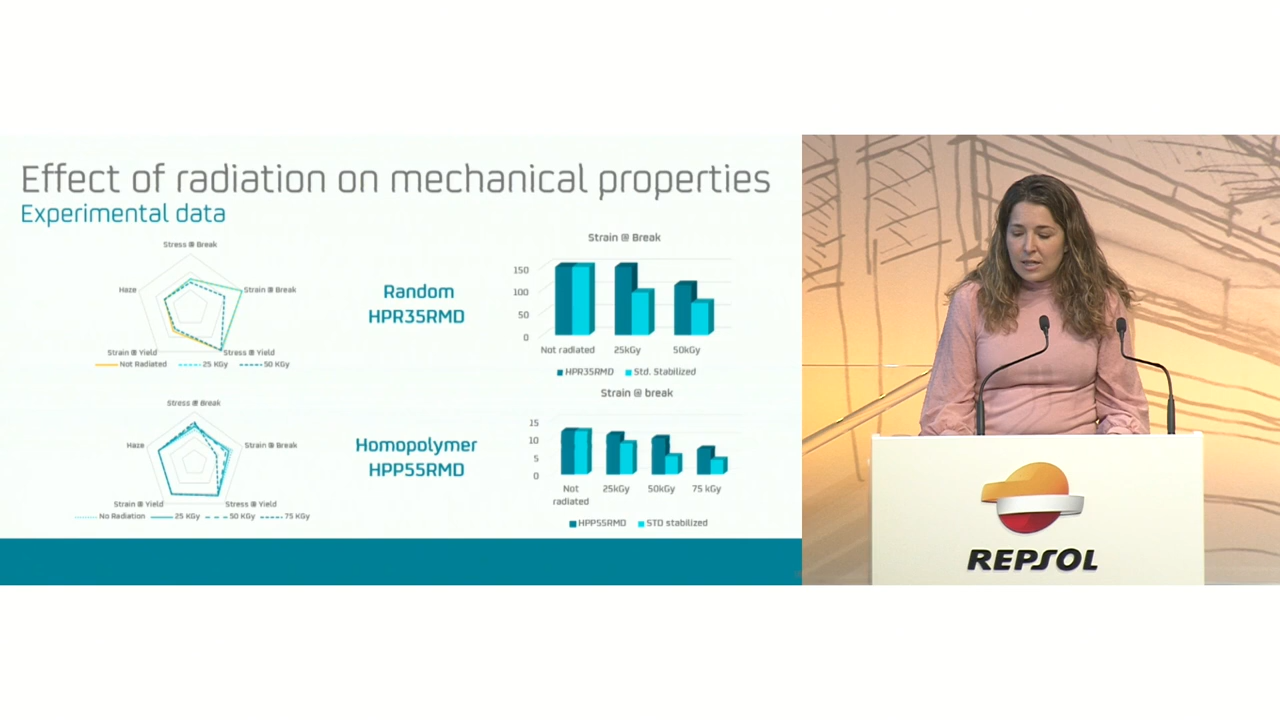 Effect of radiation on mechanical properties
Experimental data
Stress @ Break
Haze
Strain @ Break
Strain @ Yield
Stress @ Yield
Not Radiated
25 KGy
50 KGy
Random
HPR35RMD
Strain @ Break
150
100
50
0
Not radiated
25kGy
50kGy
HPR35RMD
Std. Stabilized
Stress @ Break
Haze
Strain @ Break
Strain @ Yield
Stress @ Yield
No Radiation
25 KGy
50 KGy
75 KGy
Homopolymer
HPP55RMD
Strain @ break
15
10
5
0
Not
radiated
25kGy
50kGy
75 kGy
HPP55RMD
STD stabilized
REPSOL